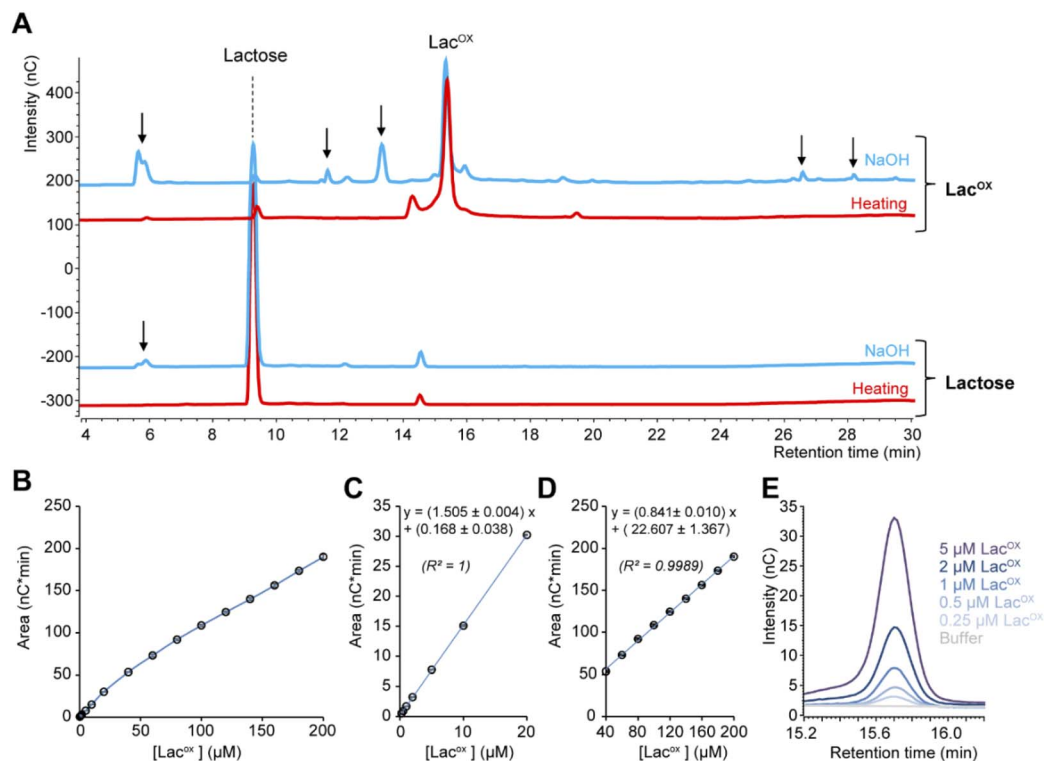 A
Lactose
Lac^OX
Intensity (nC)
400
300
200
100
0
-100
-200
-300
NaOH
Heating
Lac^OX
NaOH
Heating
Lactose
4 6 8 10 12 14 16 18 20 22 24 26 28 30
Retention time (min)
B
Area (nC*min)
250
200
150
100
50
0
0 50 100 150 200
[Lac^ox ] (µM)
C
Area (nC*min)
35
30
25
20
15
10
5
0
y = (1.505 ± 0.004) x
+ (0.168 ± 0.038)
(R² = 1)
0 10 20
[Lac^ox ] (µM)
D
Area (nC*min)
250
200
150
100
50
0
y = (0.841± 0.010) x
+ ( 22.607 ± 1.367)
(R² = 0.9989)
40 80 120 160 200
[Lac^ox ] (µM)
E
Intensity (nC)
35
30
25
20
15
10
5
0
5 µM Lac^OX
2 µM Lac^OX
1 µM Lac^OX
0.5 µM Lac^OX
0.25 µM Lac^OX
Buffer
15.2 15.6 16.0
Retention time (min)